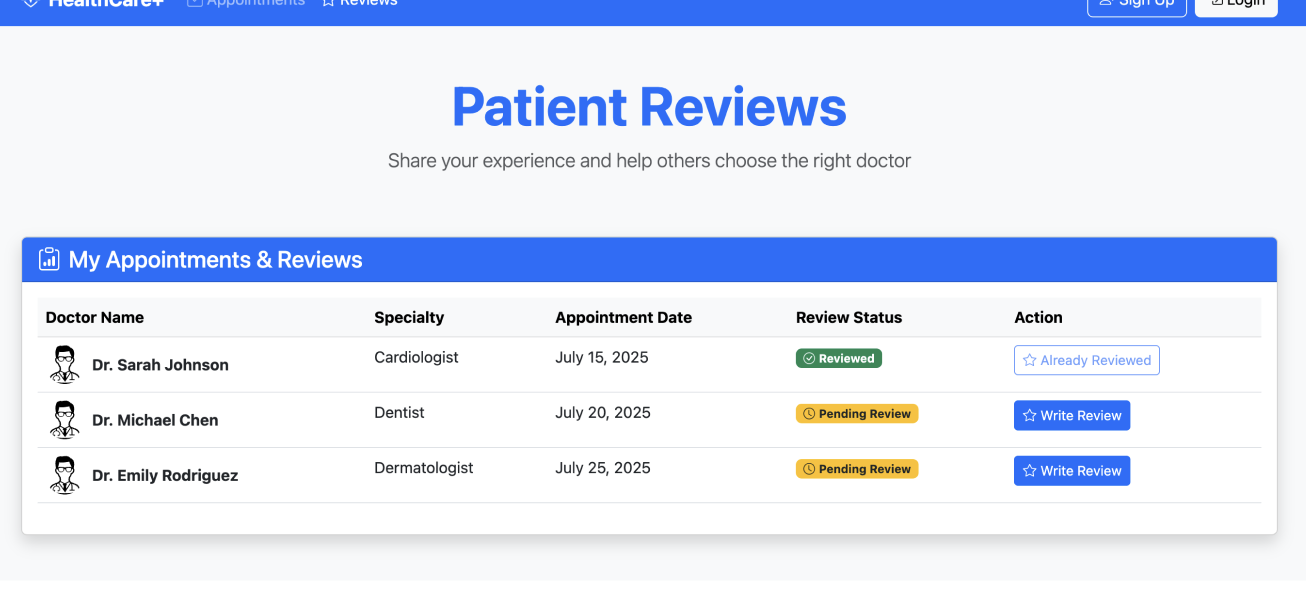 HealthCare+ Appointments Reviews Sign Up Login
Patient Reviews
Share your experience and help others choose the right doctor
My Appointments & Reviews
Doctor Name Specialty Appointment Date Review Status Action
Dr. Sarah Johnson Cardiologist July 15, 2025 Reviewed Already Reviewed
Dr. Michael Chen Dentist July 20, 2025 Pending Review Write Review
Dr. Emily Rodriguez Dermatologist July 25, 2025 Pending Review Write Review